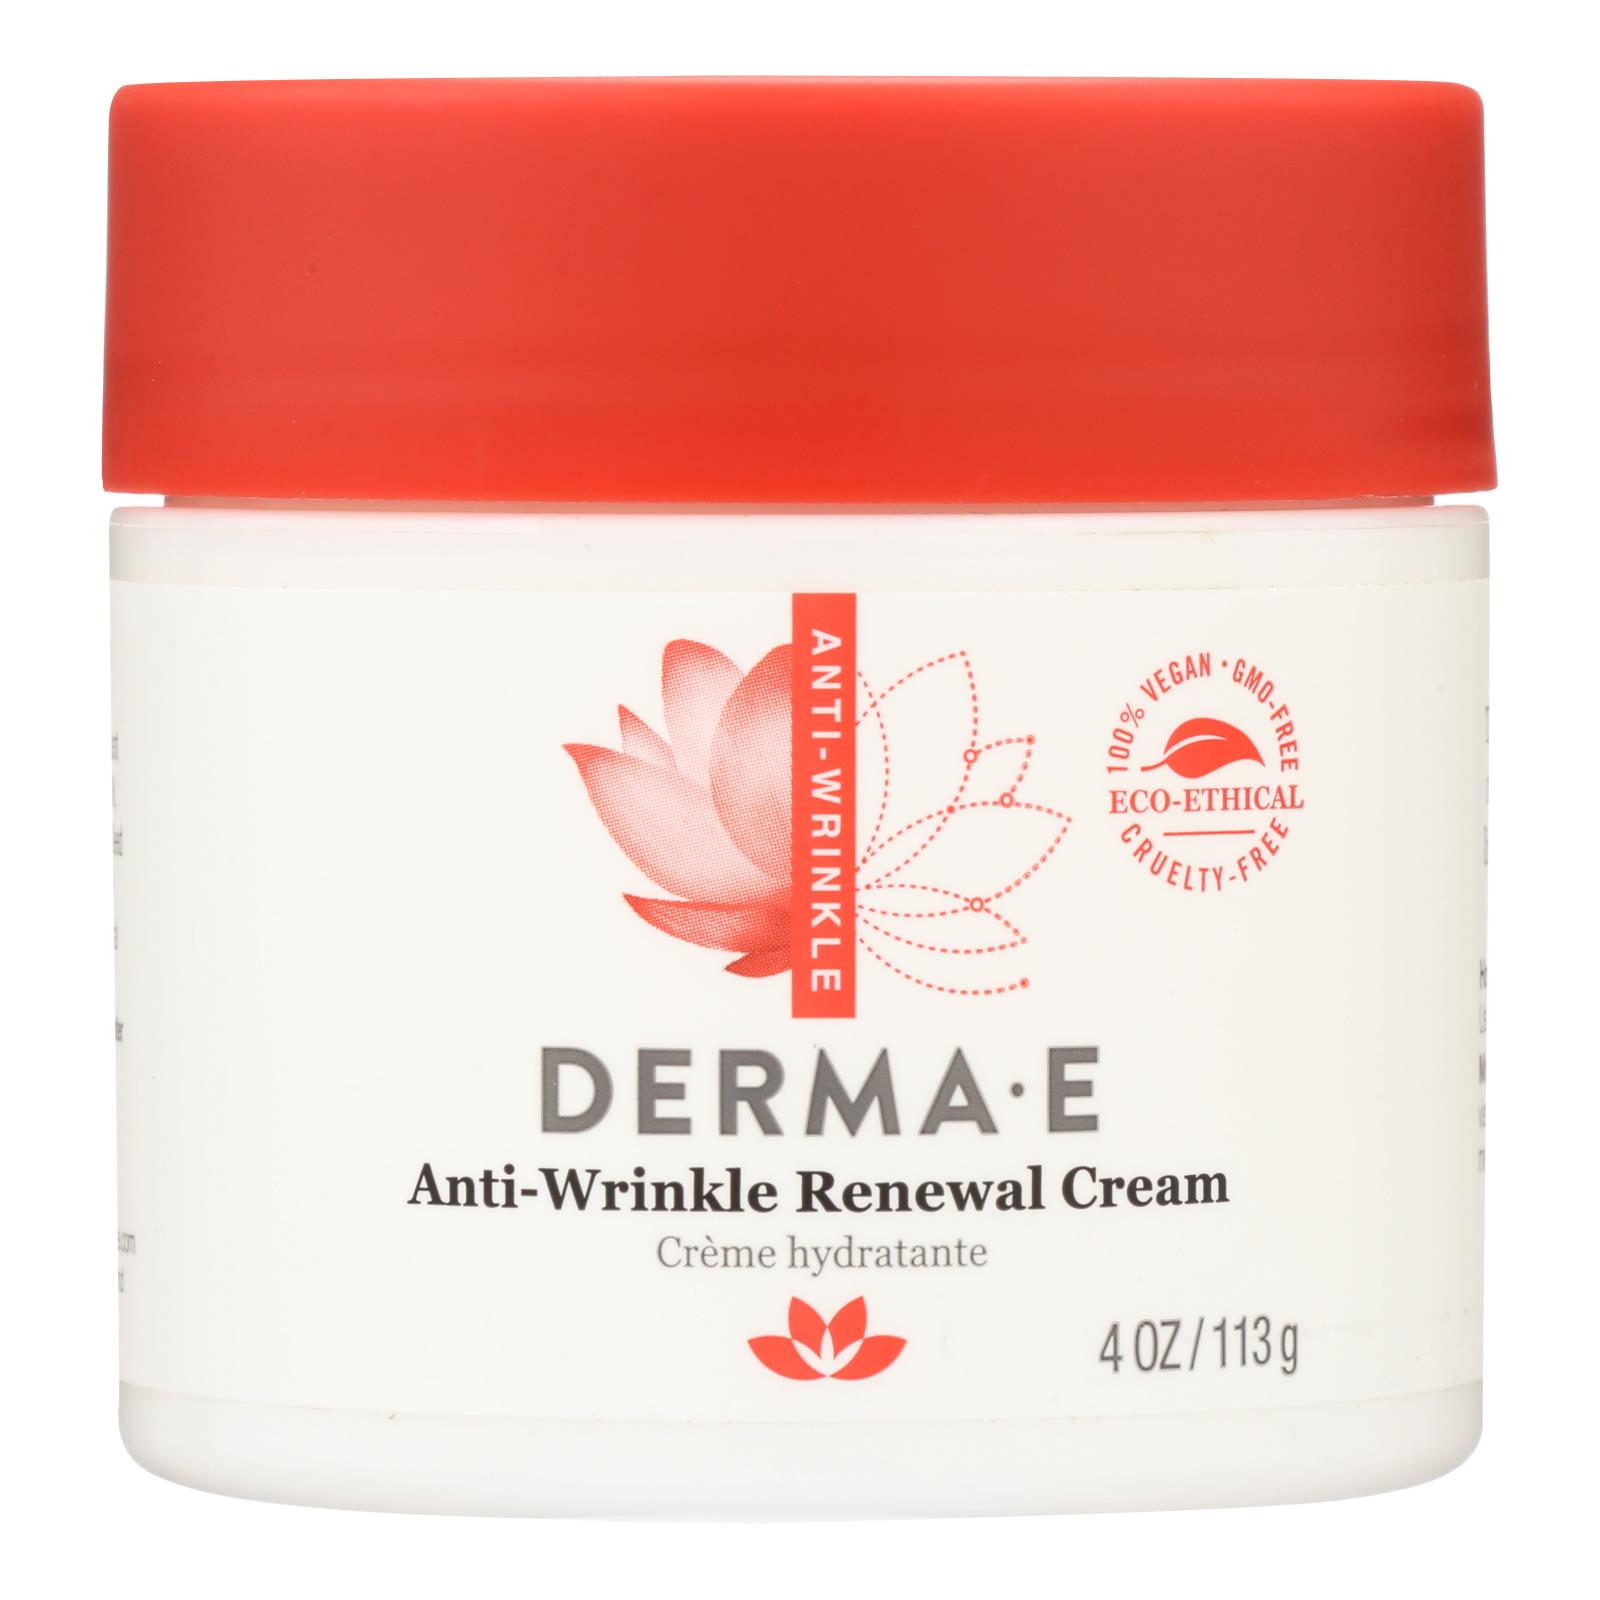 ANTI-WRINKLE
100% VEGAN · GMO-FREE
ECO-ETHICAL
CRUELTY-FREE
DERMA·E
Anti-Wrinkle Renewal Cream
Crème hydratante
4 OZ / 113 g